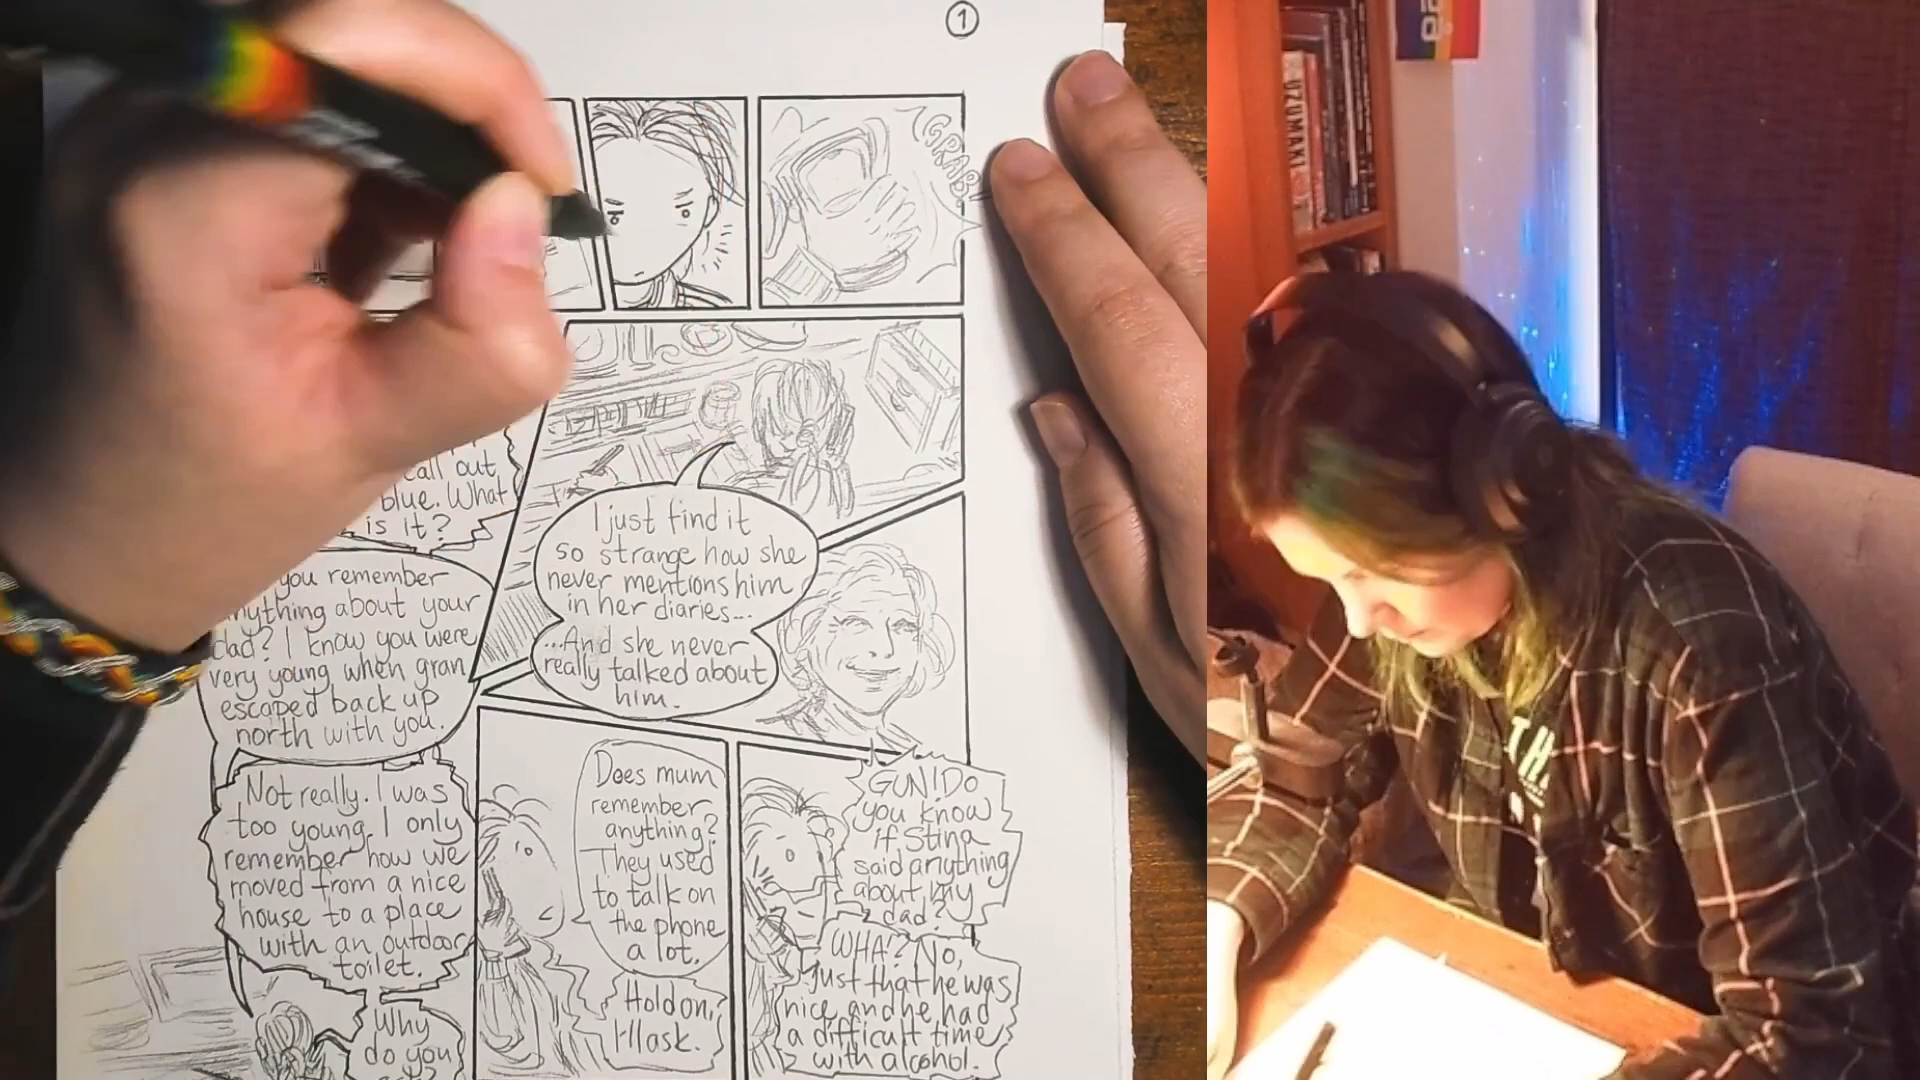 1
GRAB!
call out
blue. What
is it?
you remember
anything about your
dad? I know you were
very young when gran
escaped back up
north with you.
Not really. I was
too young. I only
remember how we
moved from a nice
house to a place
with an outdoor
toilet.
Why
do you
I just find it
so strange how she
never mentions him
in her diaries...
...And she never
really talked about
him.
Does mum
remember
anything?
They used
to talk on
the phone
a lot.
Hold on,
I'll ask.
GUN! Do
you know
if Stina
said anything
about my
dad?
WHA? No,
just that he was
nice, and he had
a difficult time
with alcohol.
UZUMAKI